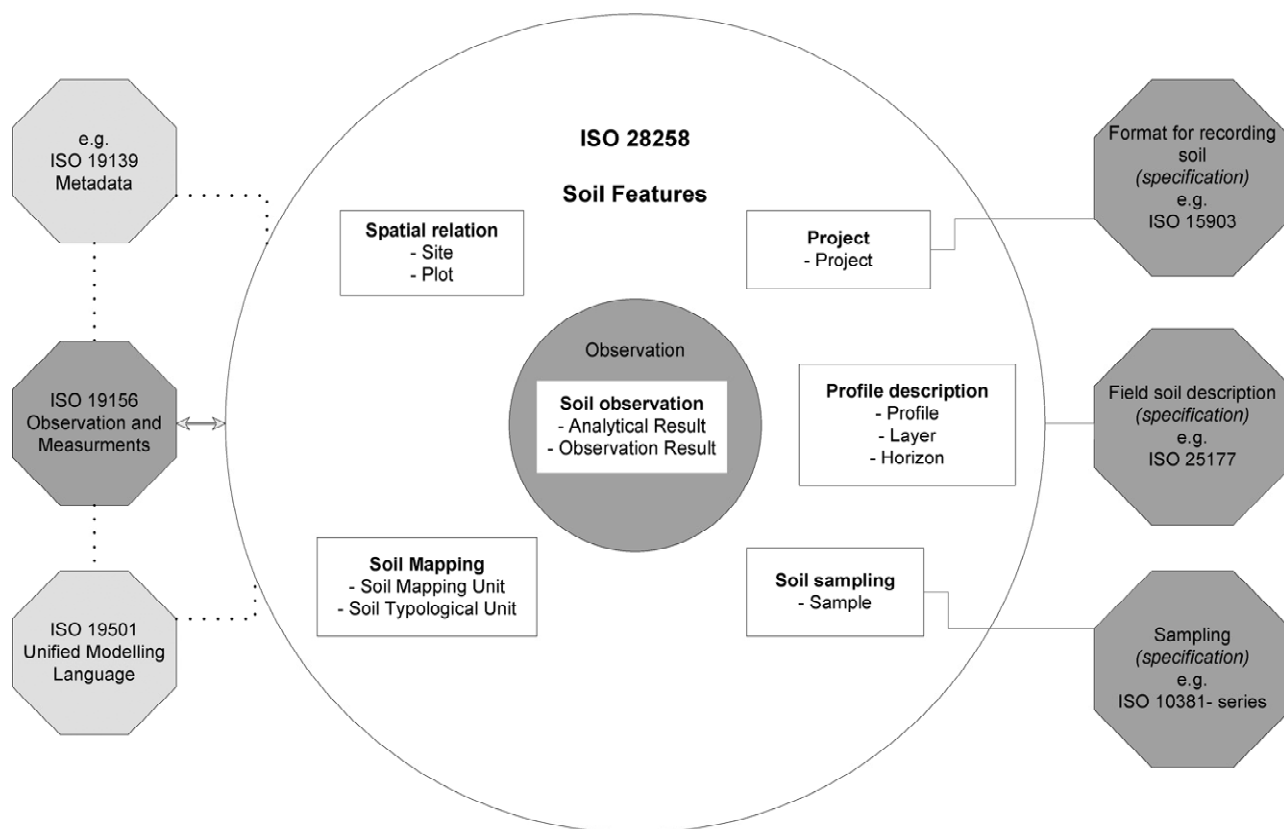 e.g.
ISO 19139
Metadata
ISO 19156
Observation and
Measurments
ISO 19501
Unified Modelling
Language
ISO 28258
Soil Features
Spatial relation
- Site
- Plot
Project
- Project
Observation
Soil observation
- Analytical Result
- Observation Result
Profile description
- Profile
- Layer
- Horizon
Soil Mapping
- Soil Mapping Unit
- Soil Typological Unit
Soil sampling
- Sample
Format for recording
soil
(specification)
e.g.
ISO 15903
Field soil description
(specification)
e.g.
ISO 25177
Sampling
(specification)
e.g.
ISO 10381- series